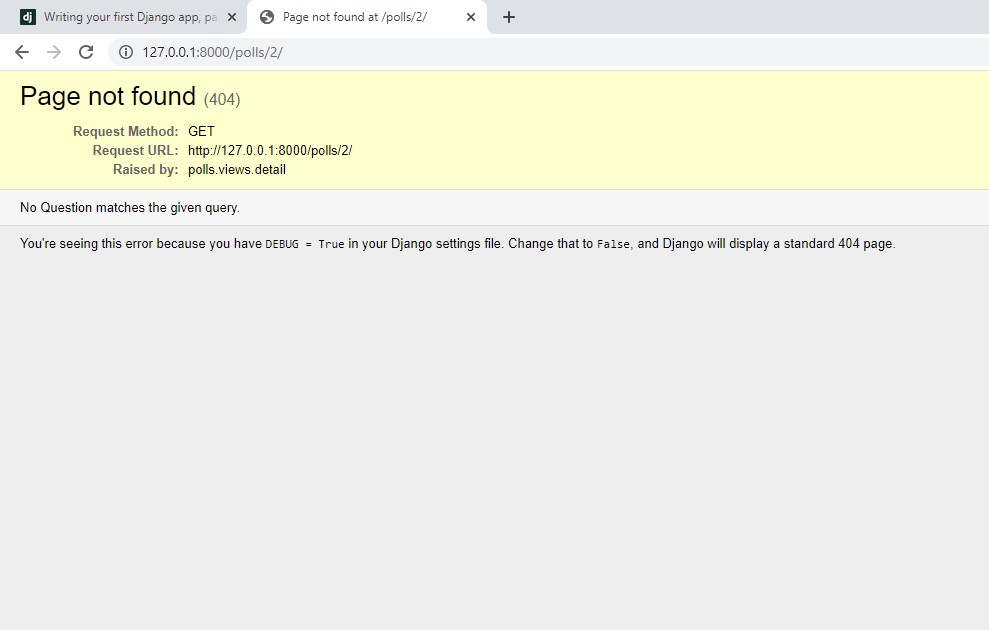 dj Writing your first Django app, pa
Page not found at /polls/2/
127.0.0.1:8000/polls/2/
Page not found (404)
Request Method: GET
Request URL: http://127.0.0.1:8000/polls/2/
Raised by: polls.views.detail
No Question matches the given query.
You're seeing this error because you have DEBUG = True in your Django settings file. Change that to False, and Django will display a standard 404 page.